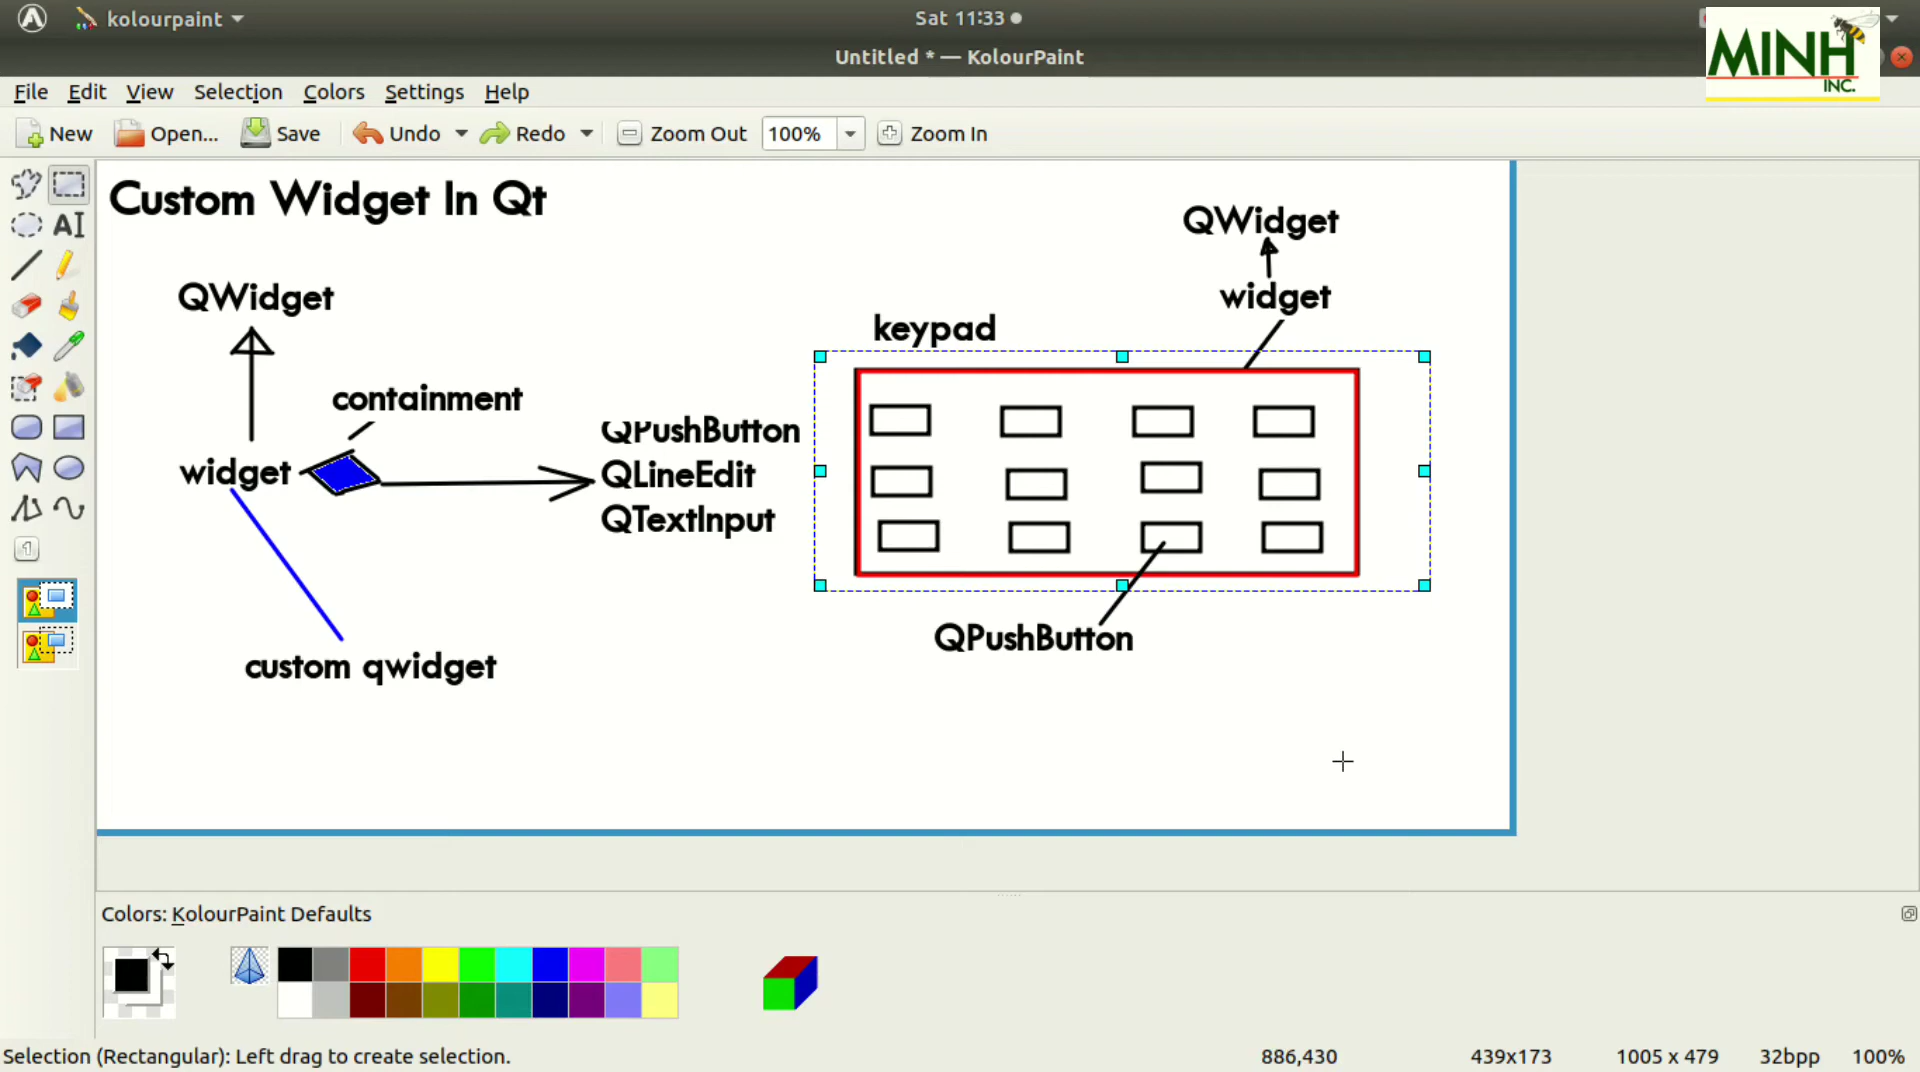 kolourpaint
Sat 11:33
Untitled * — KolourPaint
MINH
INC.
File Edit View Selection Colors Settings Help
New Open... Save Undo Redo Zoom Out 100% Zoom In
Custom Widget In Qt
QWidget
widget
keypad
QWidget
containment
QPushButton
widget
QLineEdit
QTextInput
QPushButton
custom qwidget
Colors: KolourPaint Defaults
Selection (Rectangular): Left drag to create selection.
886,430
439x173
1005 x 479
32bpp
100%